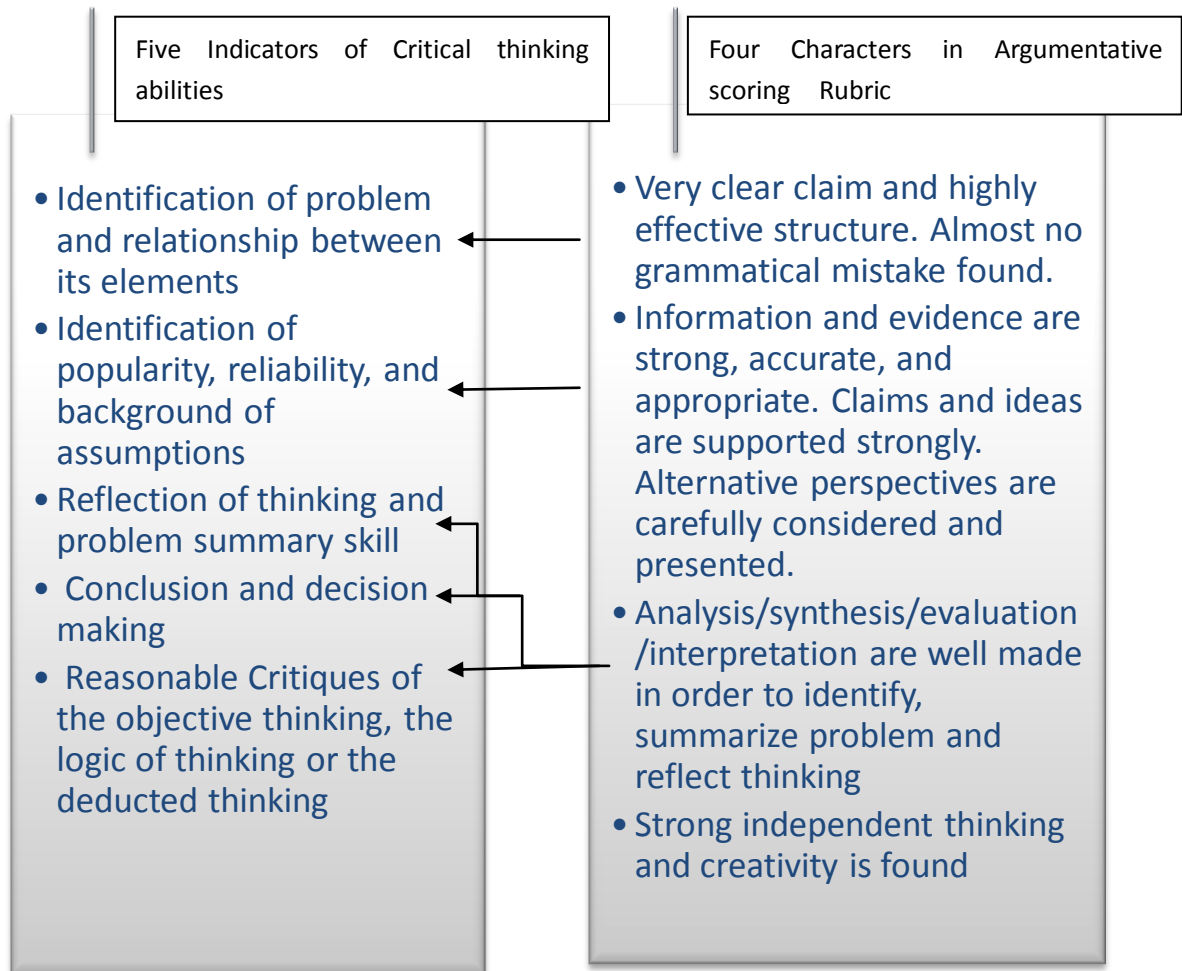 Five Indicators of Critical thinking
abilities
• Identification of problem
and relationship between
its elements
• Identification of
popularity, reliability, and
background of
assumptions
• Reflection of thinking and
problem summary skill
• Conclusion and decision
making
• Reasonable Critiques of
the objective thinking, the
logic of thinking or the
deducted thinking
Four Characters in Argumentative
scoring Rubric
• Very clear claim and highly
effective structure. Almost no
grammatical mistake found.
• Information and evidence are
strong, accurate, and
appropriate. Claims and ideas
are supported strongly.
Alternative perspectives are
carefully considered and
presented.
• Analysis/synthesis/evaluation
/interpretation are well made
in order to identify,
summarize problem and
reflect thinking
• Strong independent thinking
and creativity is found